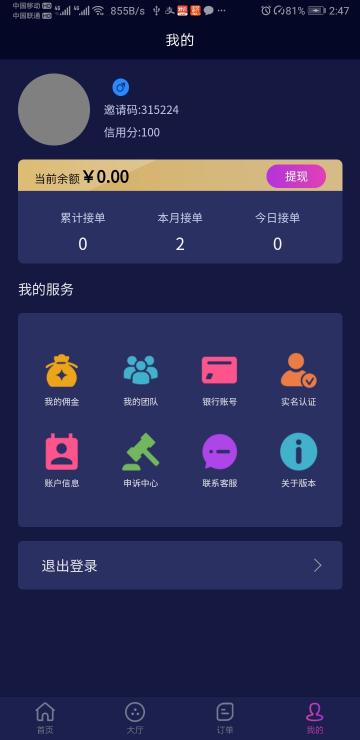 中国移动 HD 4G 4G 855B/s 81% 2:47
中国联通 HD
我的
邀请码:315224
信用分:100
当前余额 ￥0.00 提现
累计接单 本月接单 今日接单
0 2 0
我的服务
我的佣金 我的团队 银行账号 实名认证
账户信息 申诉中心 联系客服 关于版本
退出登录
首页 大厅 订单 我的